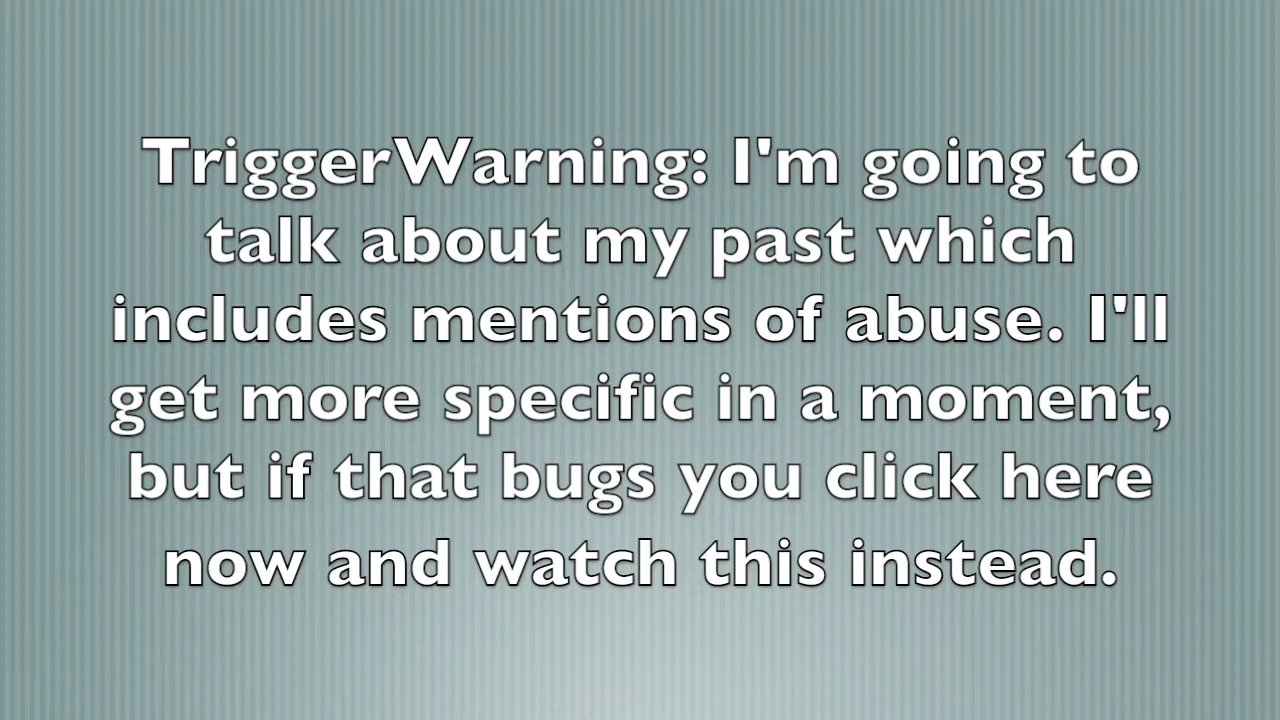 TriggerWarning: I'm going to
talk about my past which
includes mentions of abuse. I'll
get more specific in a moment,
but if that bugs you click here
now and watch this instead.